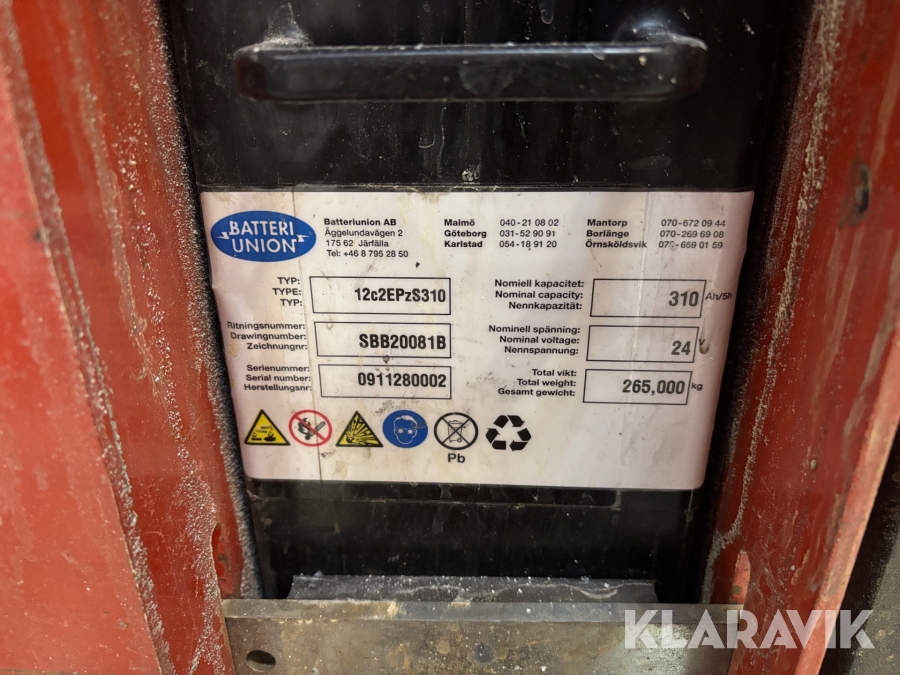 BATTERI
UNION
Batteriunion AB
Äggelundavägen 2
175 62 Järfälla
Tel: +46 8 795 28 50
Malmö 040-21 08 02
Göteborg 031-52 90 91
Karlstad 054-18 91 20
Mantorp 070-672 09 44
Borlänge 070-269 69 08
Örnsköldsvik 070-659 01 59
TYP:
TYPE:
TYP:
12c2EPzS310
Ritningsnummer:
Drawingnumber:
Zeichnungnr:
SBB20081B
Serienummer:
Serial number:
Herstellungsnr:
0911280002
Nomiell kapacitet:
Nominal capacity:
Nennkapazität:
310 Ah/5h
Nominell spänning:
Nominal voltage:
Nennspannung:
24 V
Total vikt:
Total weight:
Gesamt gewicht:
265,000 kg
Pb
KLARAVIK